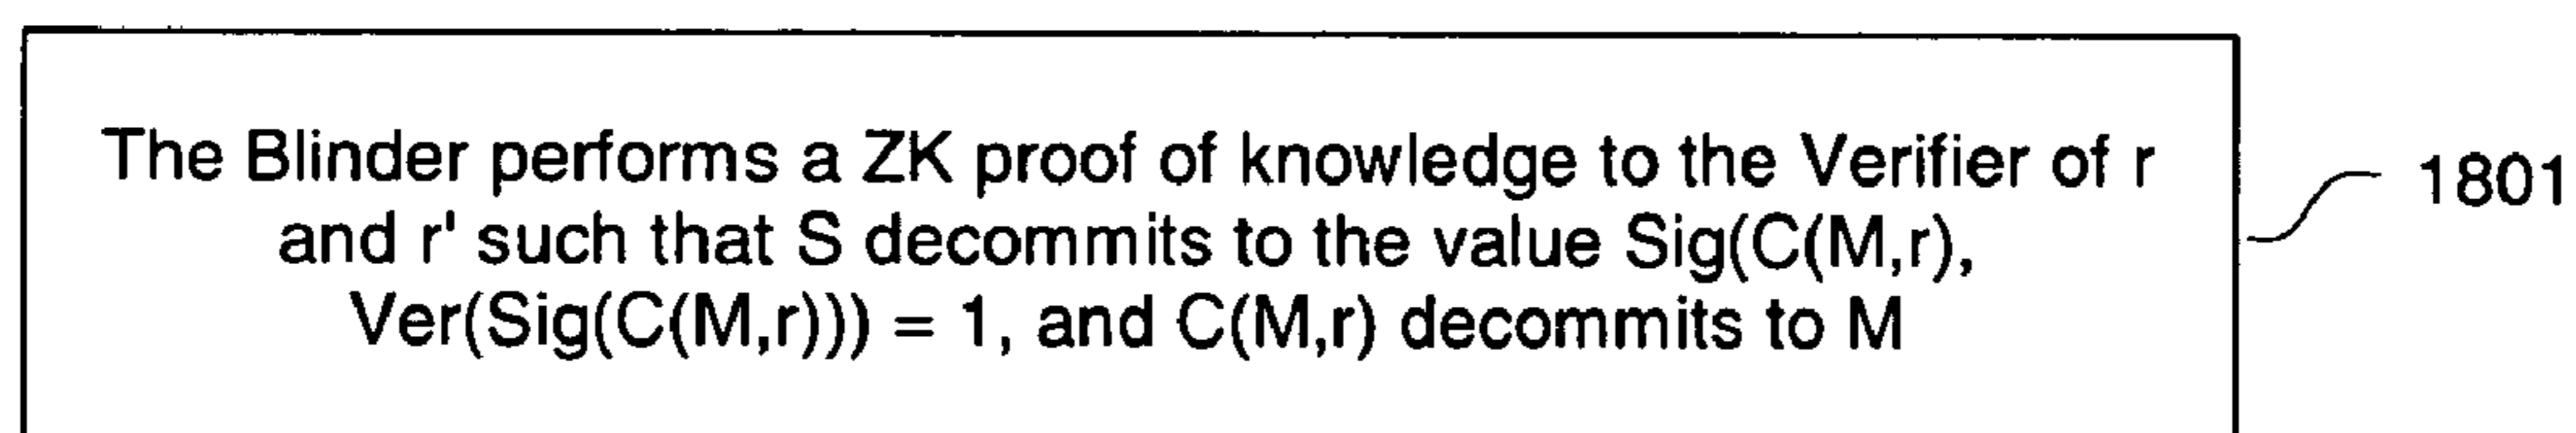 The Blinder performs a ZK proof of knowledge to the Verifier of r
and r' such that S decommits to the value Sig(C(M,r),
Ver(Sig(C(M,r))) = 1, and C(M,r) decommits to M
1801